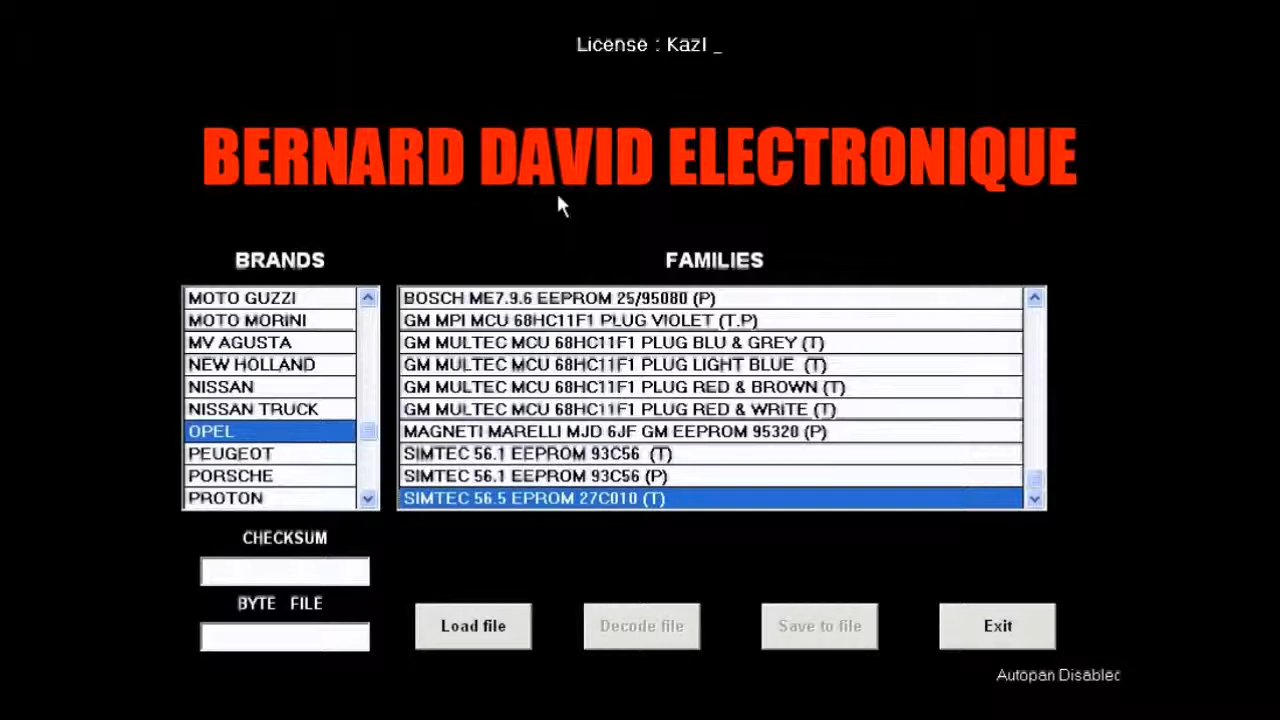 License : KazI _
BERNARD DAVID ELECTRONIQUE
BRANDS
FAMILIES
MOTO GUZZI
MOTO MORINI
MV AGUSTA
NEW HOLLAND
NISSAN
NISSAN TRUCK
OPEL
PEUGEOT
PORSCHE
PROTON
BOSCH ME7.9.6 EEPROM 25/95080 (P)
GM MPI MCU 68HC11F1 PLUG VIOLET (T.P)
GM MULTEC MCU 68HC11F1 PLUG BLU & GREY (T)
GM MULTEC MCU 68HC11F1 PLUG LIGHT BLUE  (T)
GM MULTEC MCU 68HC11F1 PLUG RED & BROWN (T)
GM MULTEC MCU 68HC11F1 PLUG RED & WRITE (T)
MAGNETI MARELLI MJD 6JF GM EEPROM 95320 (P)
SIMTEC 56.1 EEPROM 93C56  (T)
SIMTEC 56.1 EEPROM 93C56 (P)
SIMTEC 56.5 EPROM 27C010 (T)
CHECKSUM
BYTE FILE
Load file
Decode file
Save to file
Exit
Autopan Disablec